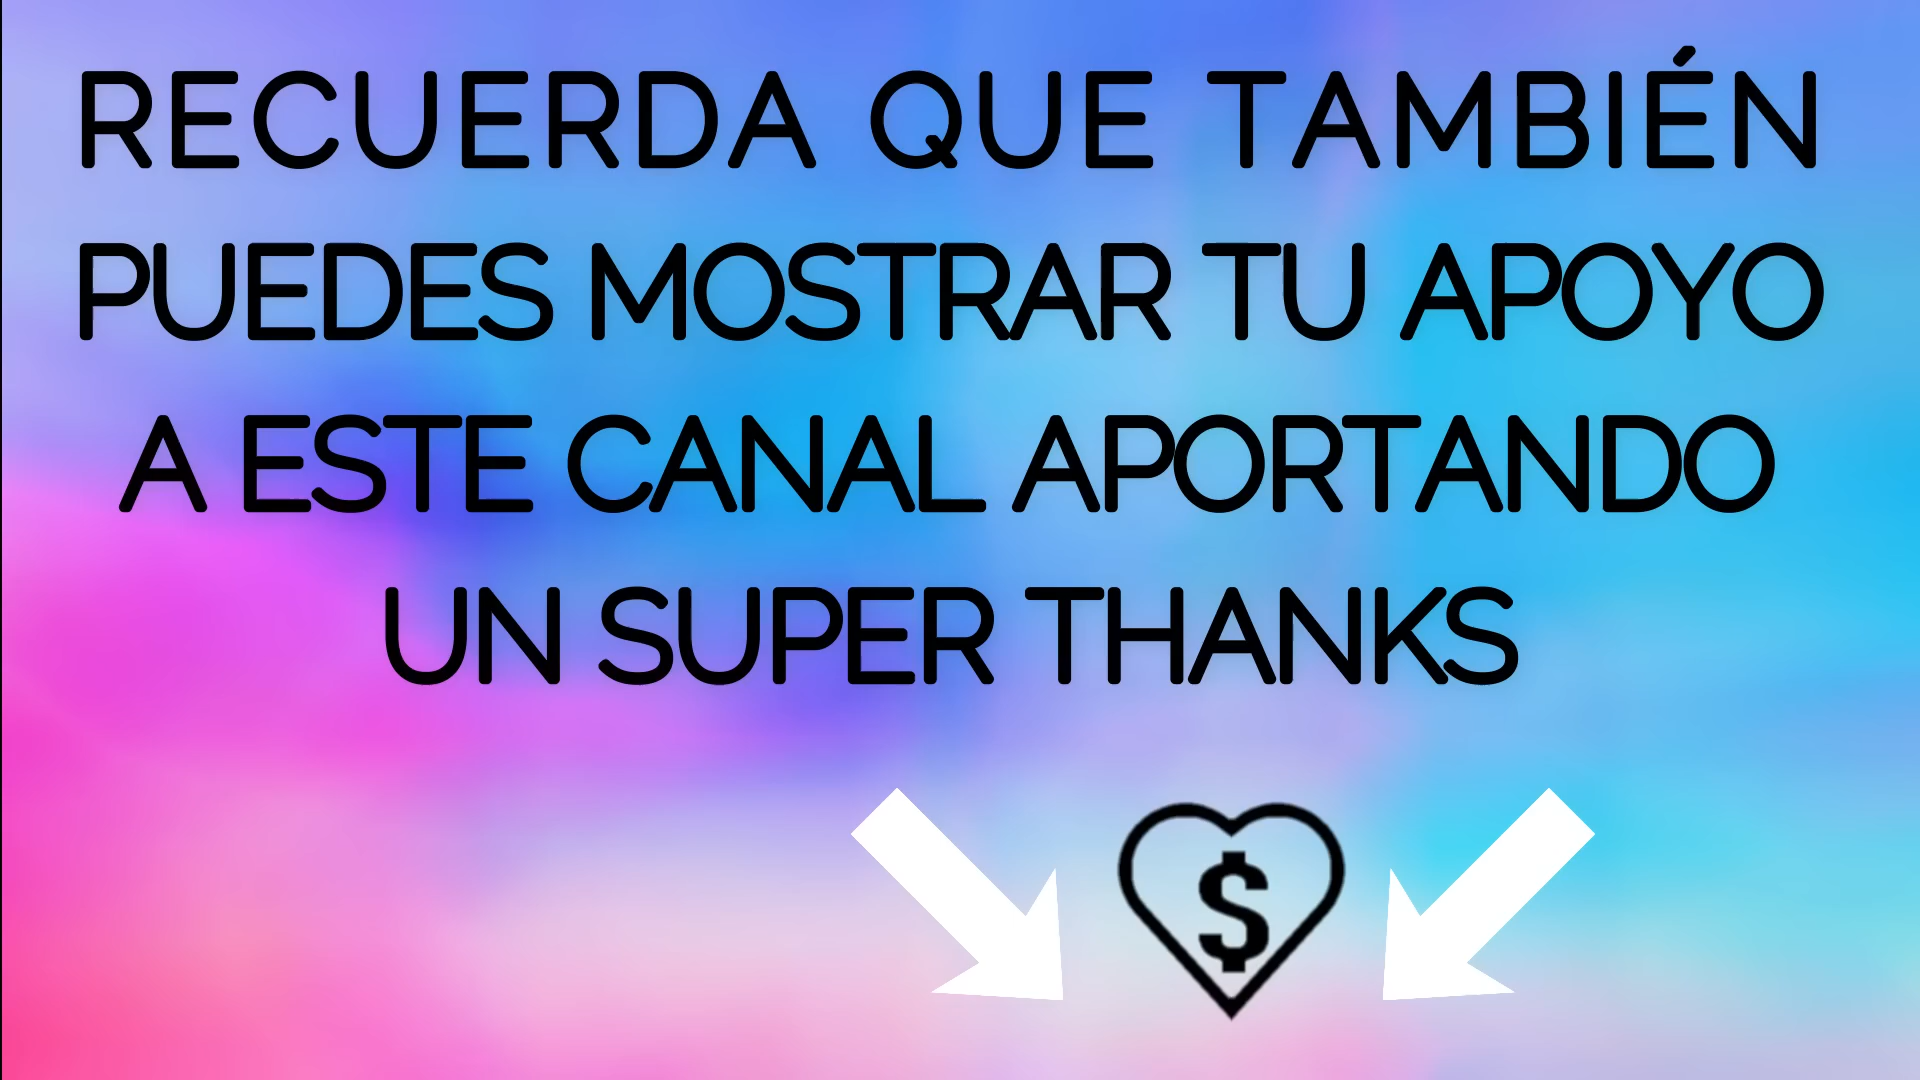 RECUERDA QUE TAMBIÉN
PUEDES MOSTRAR TU APOYO
A ESTE CANAL APORTANDO
UN SUPER THANKS
$